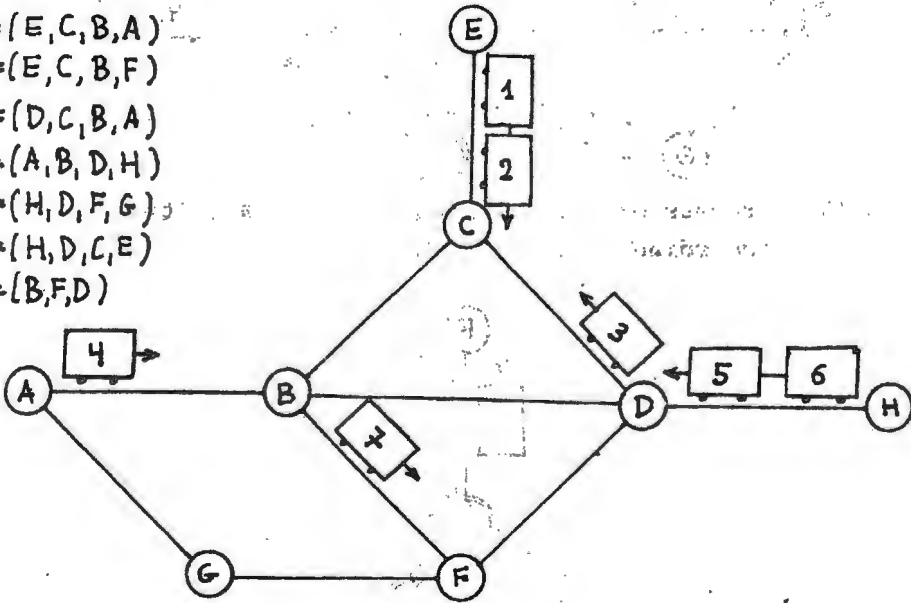 =(E,C,B,A)
=(E,C,B,F)
=(D,C,B,A)
=(A,B,D,H)
=(H,D,F,G)
=(H,D,C,E)
=(B,F,D)
E
1
2
C
3
4
5
6
A
B
D
H
7
G
F